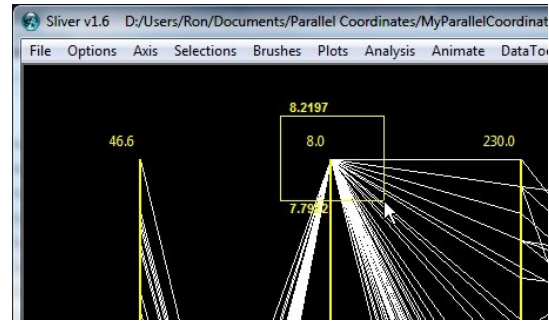 Sliver v1.6 D:/Users/Ron/Documents/Parallel Coordinates/MyParallelCoordinat
File Options Axis Selections Brushes Plots Analysis Animate DataToo
8.2197
46.6 8.0 230.0